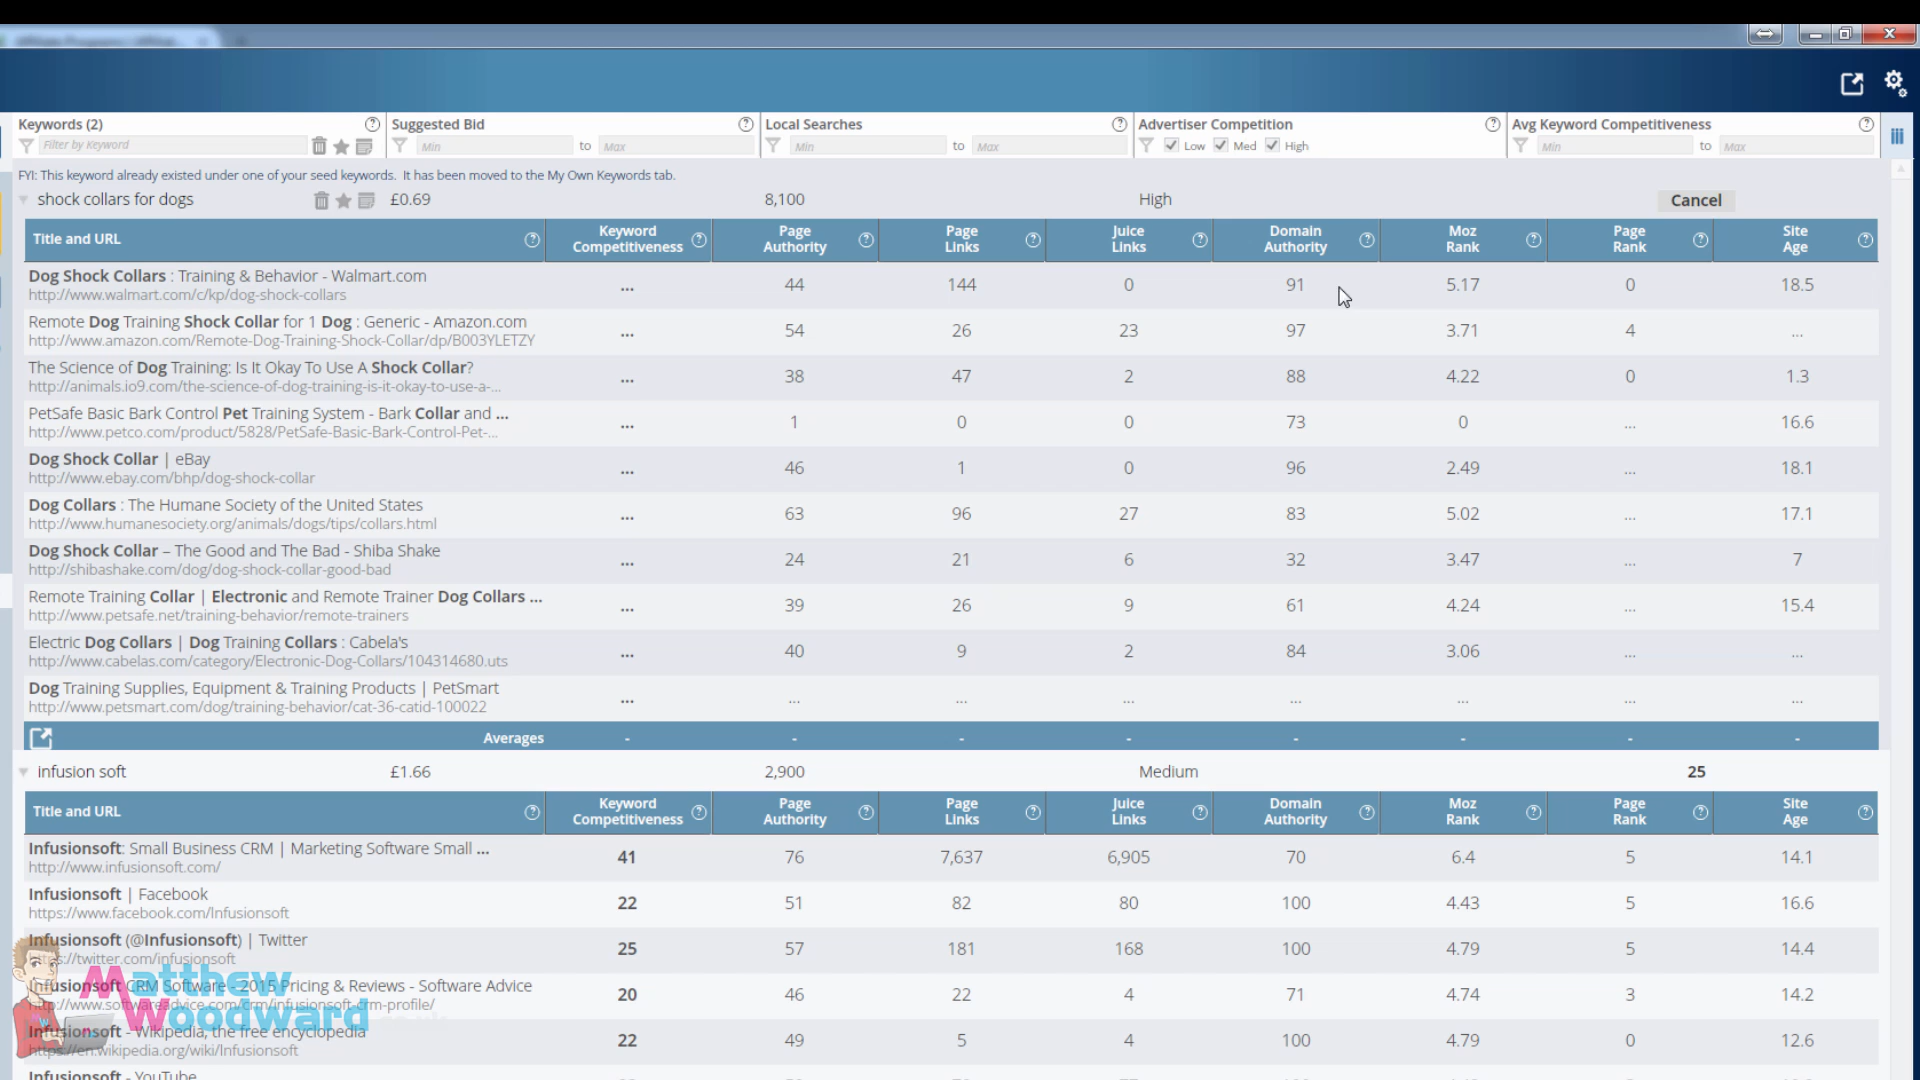 Keywords (2)
Suggested Bid
Local Searches
Advertiser Competition
Avg Keyword Competitiveness
Filter by Keyword
Min to Max
Min to Max
Low Med High
Min to Max
FYI: This keyword already existed under one of your seed keywords. It has been moved to the My Own Keywords tab.
shock collars for dogs £0.69 8,100 High Cancel
Title and URL Keyword Competitiveness Page Authority Page Links Juice Links Domain Authority Moz Rank Page Rank Site Age
Dog Shock Collars : Training & Behavior - Walmart.com
http://www.walmart.com/c/kp/dog-shock-collars
... 44 144 0 91 5.17 0 18.5
Remote Dog Training Shock Collar for 1 Dog : Generic - Amazon.com
http://www.amazon.com/Remote-Dog-Training-Shock-Collar/dp/B003YLETZY
... 54 26 23 97 3.71 4 ...
The Science of Dog Training: Is It Okay To Use A Shock Collar?
http://animals.io9.com/the-science-of-dog-training-is-it-okay-to-use-a-...
... 38 47 2 88 4.22 0 1.3
PetSafe Basic Bark Control Pet Training System - Bark Collar and ...
http://www.petco.com/product/5828/PetSafe-Basic-Bark-Control-Pet-...
... 1 0 0 73 0 ... 16.6
Dog Shock Collar | eBay
http://www.ebay.com/bhp/dog-shock-collar
... 46 1 0 96 2.49 ... 18.1
Dog Collars : The Humane Society of the United States
http://www.humanesociety.org/animals/dogs/tips/collars.html
... 63 96 27 83 5.02 ... 17.1
Dog Shock Collar – The Good and The Bad - Shiba Shake
http://shibashake.com/dog/dog-shock-collar-good-bad
... 24 21 6 32 3.47 ... 7
Remote Training Collar | Electronic and Remote Trainer Dog Collars ...
http://www.petsafe.net/training-behavior/remote-trainers
... 39 26 9 61 4.24 ... 15.4
Electric Dog Collars | Dog Training Collars : Cabela's
http://www.cabelas.com/category/Electronic-Dog-Collars/104314680.uts
... 40 9 2 84 3.06 ... ...
Dog Training Supplies, Equipment & Training Products | PetSmart
http://www.petsmart.com/dog/training-behavior/cat-36-catid-100022
... ... ... ... ... ... ... ...
Averages - - - - - - - -
infusion soft £1.66 2,900 Medium 25
Title and URL Keyword Competitiveness Page Authority Page Links Juice Links Domain Authority Moz Rank Page Rank Site Age
Infusionsoft: Small Business CRM | Marketing Software Small ...
http://www.infusionsoft.com/
41 76 7,637 6,905 70 6.4 5 14.1
Infusionsoft | Facebook
https://www.facebook.com/Infusionsoft
22 51 82 80 100 4.43 5 16.6
Infusionsoft (@Infusionsoft) | Twitter
https://twitter.com/infusionsoft
25 57 181 168 100 4.79 5 14.4
Infusionsoft CRM Software - 2015 Pricing & Reviews - Software Advice
http://www.softwareadvice.com/crm/infusionsoft-crm-profile/
20 46 22 4 71 4.74 3 14.2
Infusionsoft - Wikipedia, the free encyclopedia
https://en.wikipedia.org/wiki/Infusionsoft
22 49 5 4 100 4.79 0 12.6
Infusionsoft - YouTube
Matthew
Woodward